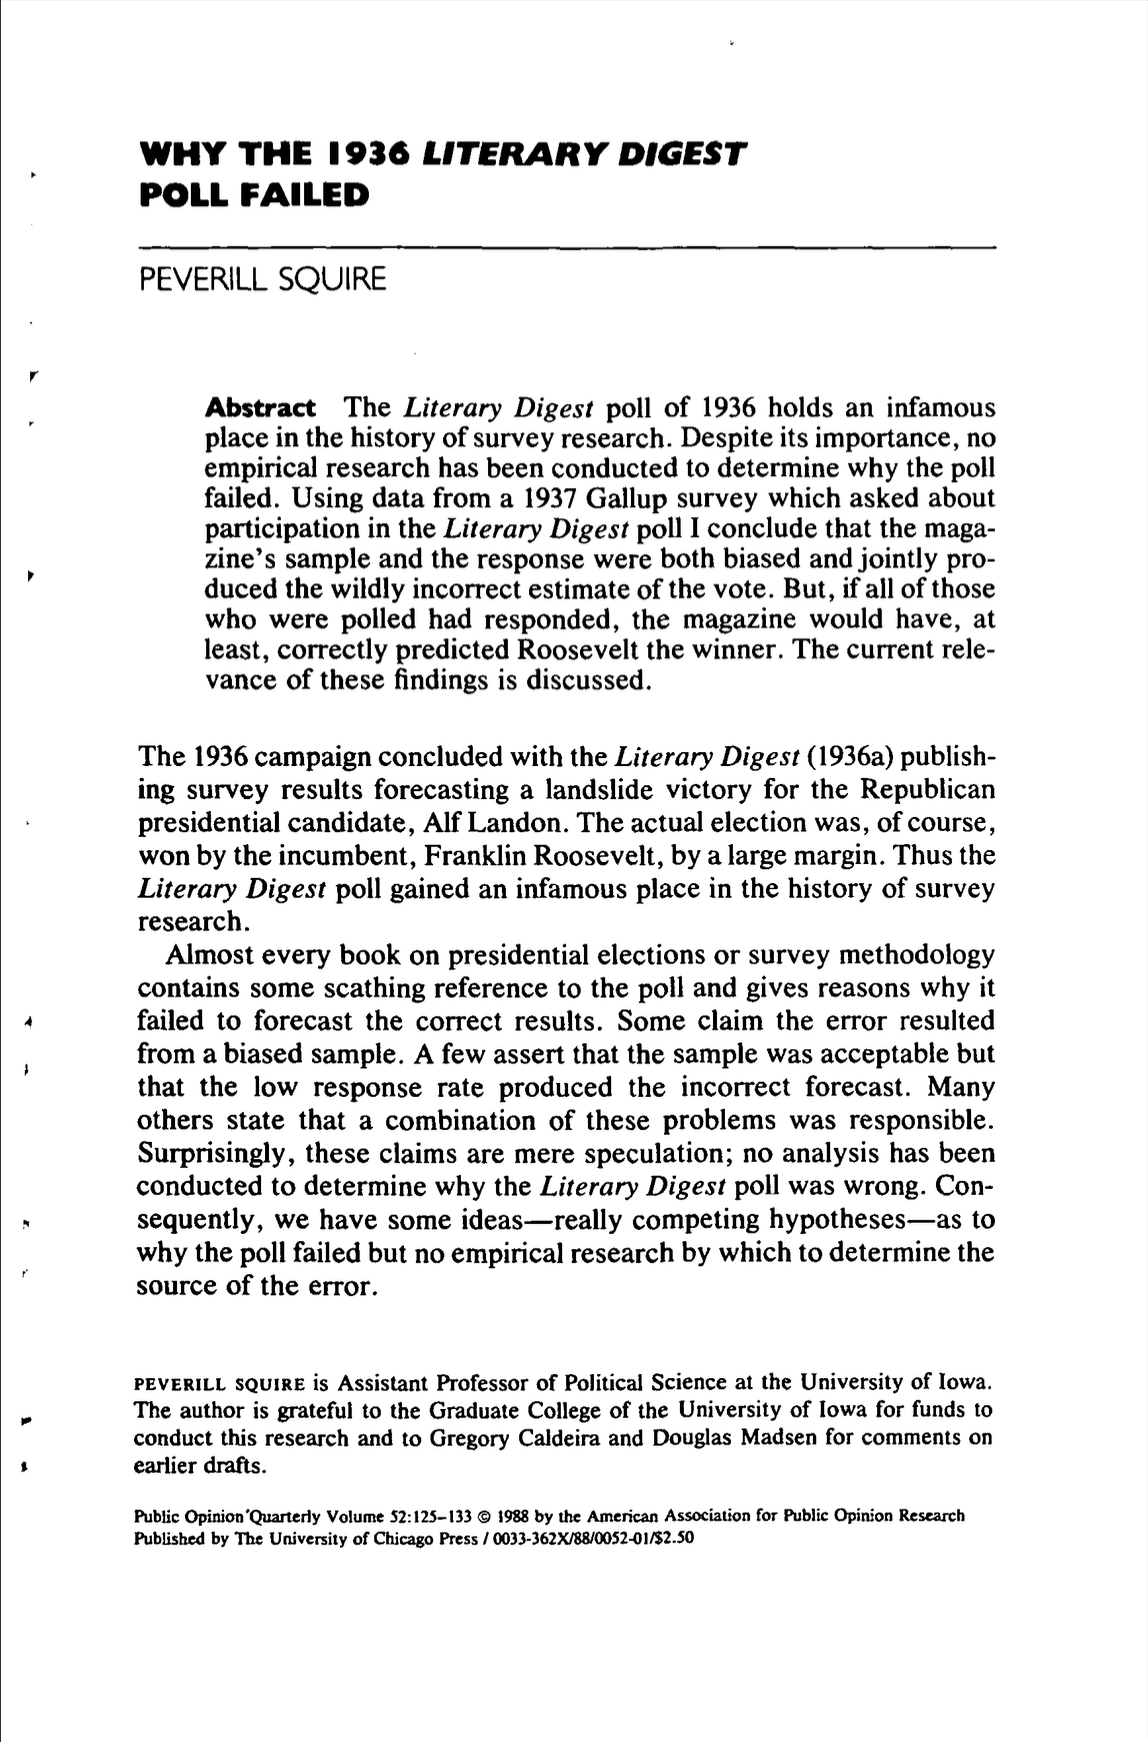 WHY THE 1936 LITERARY DIGEST
POLL FAILED
PEVERILL SQUIRE
Abstract The Literary Digest poll of 1936 holds an infamous
place in the history of survey research. Despite its importance, no
empirical research has been conducted to determine why the poll
failed. Using data from a 1937 Gallup survey which asked about
participation in the Literary Digest poll I conclude that the maga-
zine's sample and the response were both biased and jointly pro-
duced the wildly incorrect estimate of the vote. But, if all of those
who were polled had responded, the magazine would have, at
least, correctly predicted Roosevelt the winner. The current rele-
vance of these findings is discussed.
The 1936 campaign concluded with the Literary Digest (1936a) publish-
ing survey results forecasting a landslide victory for the Republican
presidential candidate, Alf Landon. The actual election was, of course,
won by the incumbent, Franklin Roosevelt, by a large margin. Thus the
Literary Digest poll gained an infamous place in the history of survey
research.
Almost every book on presidential elections or survey methodology
contains some scathing reference to the poll and gives reasons why it
failed to forecast the correct results. Some claim the error resulted
from a biased sample. A few assert that the sample was acceptable but
that the low response rate produced the incorrect forecast. Many
others state that a combination of these problems was responsible.
Surprisingly, these claims are mere speculation; no analysis has been
conducted to determine why the Literary Digest poll was wrong. Con-
sequently, we have some ideas—really competing hypotheses—as to
why the poll failed but no empirical research by which to determine the
source of the error.
PEVERILL SQUIRE is Assistant Professor of Political Science at the University of Iowa.
The author is grateful to the Graduate College of the University of Iowa for funds to
conduct this research and to Gregory Caldeira and Douglas Madsen for comments on
earlier drafts.
Public Opinion Quarterly Volume 52:125–133 © 1988 by the American Association for Public Opinion Research
Published by The University of Chicago Press / 0033-362X/88/0052-01/$2.50